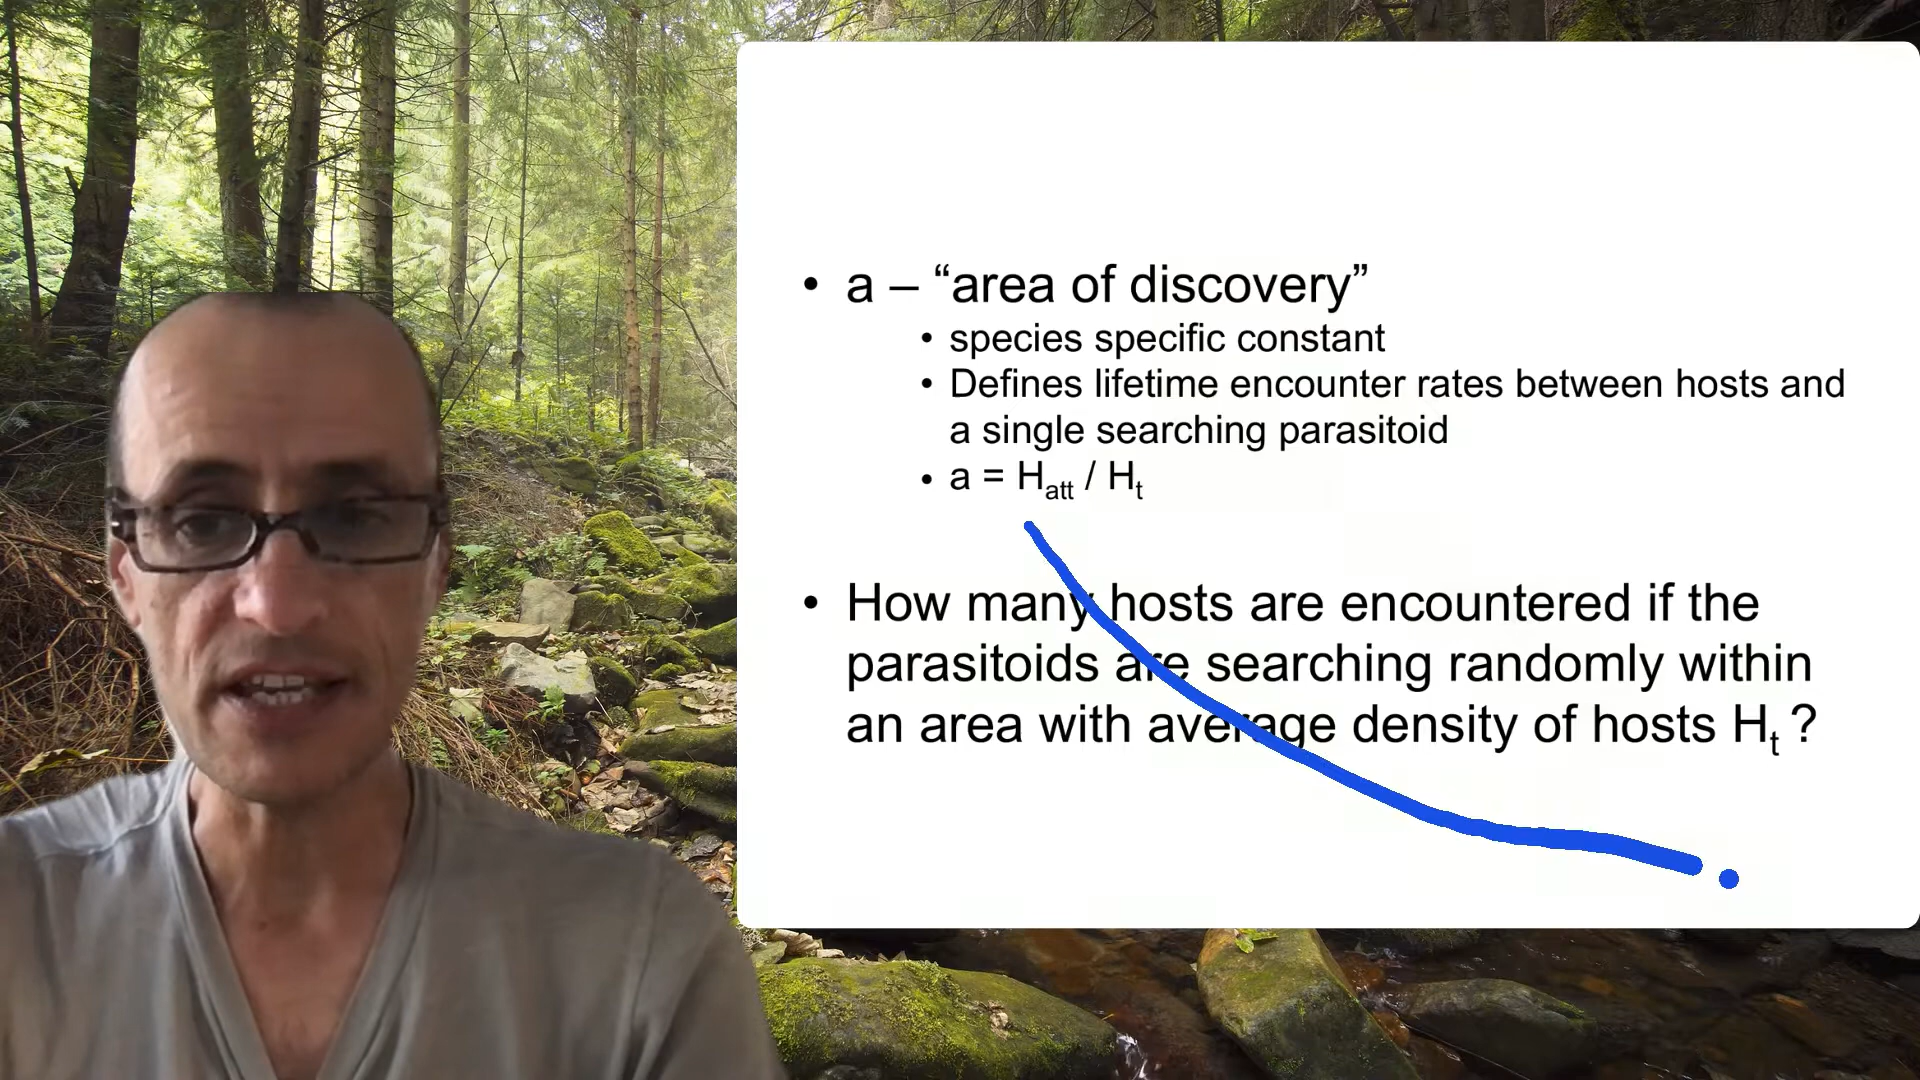 • a – “area of discovery”
• species specific constant
• Defines lifetime encounter rates between hosts and
a single searching parasitoid
• a = Hatt / Ht
• How many hosts are encountered if the
parasitoids are searching randomly within
an area with average density of hosts Ht ?